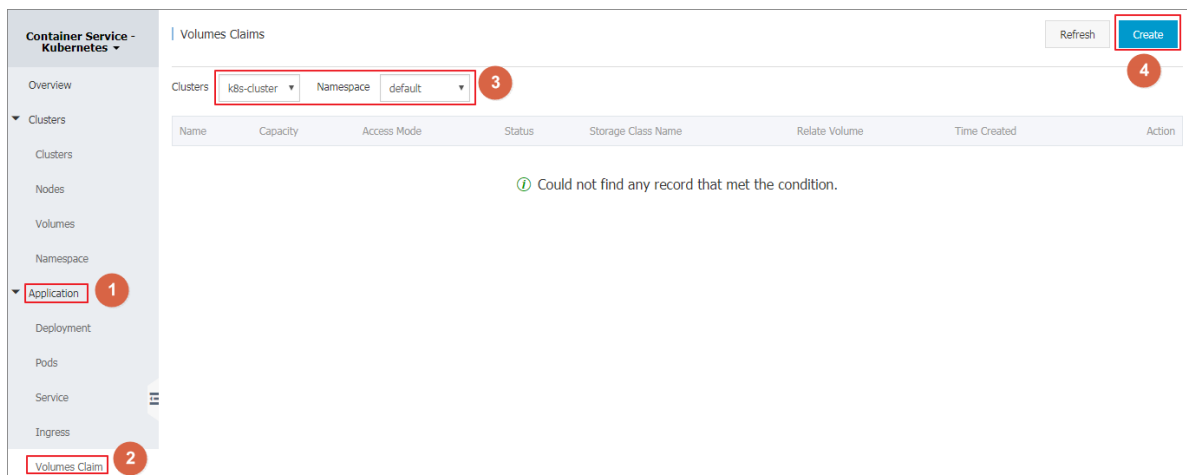 Container Service -
Kubernetes
Overview
Clusters
Clusters
Nodes
Volumes
Namespace
Application
1
Deployment
Pods
Service
Ingress
Volumes Claim
2
Volumes Claims
Refresh
Create
4
Clusters
k8s-cluster
Namespace
default
3
Name Capacity Access Mode Status Storage Class Name Relate Volume Time Created Action
Could not find any record that met the condition.